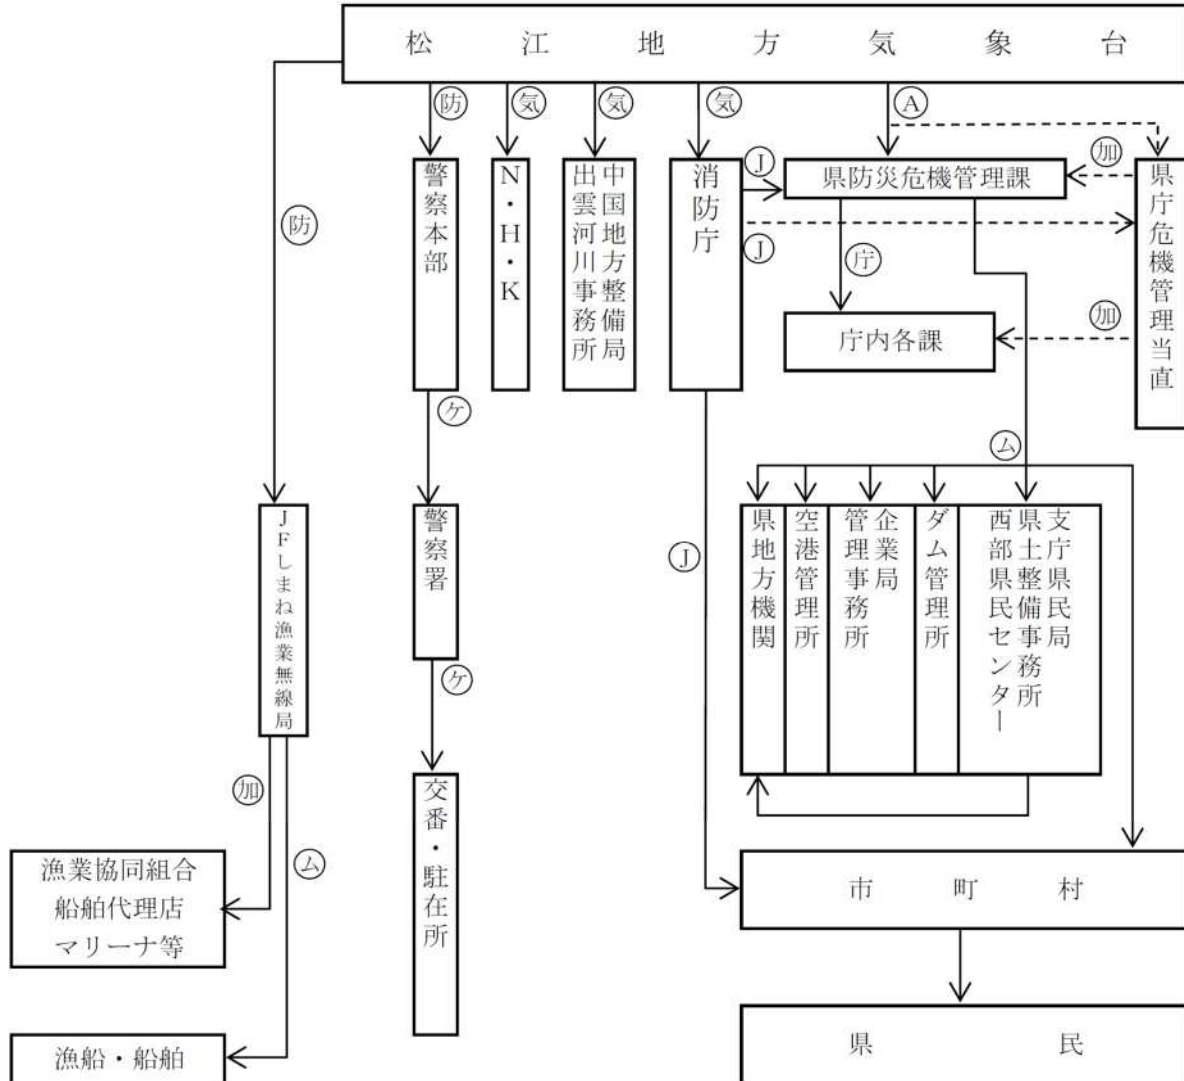 松江地方気象台
防
気
気
気
A
防
警察本部
N・H・K
中国地方整備局
出雲河川事務所
消防庁
J
県防災危機管理課
加
県庁危機管理当直
J
庁
加
庁内各課
ケ
ム
JFしまね漁業無線局
警察署
J
県地方機関
空港管理所
企業局
管理事務所
ダム管理所
支庁県民局
県土整備事務所
西部県民センター
ケ
加
ム
交番・駐在所
漁業協同組合
船舶代理店
マリーナ等
市町村
漁船・船舶
県民